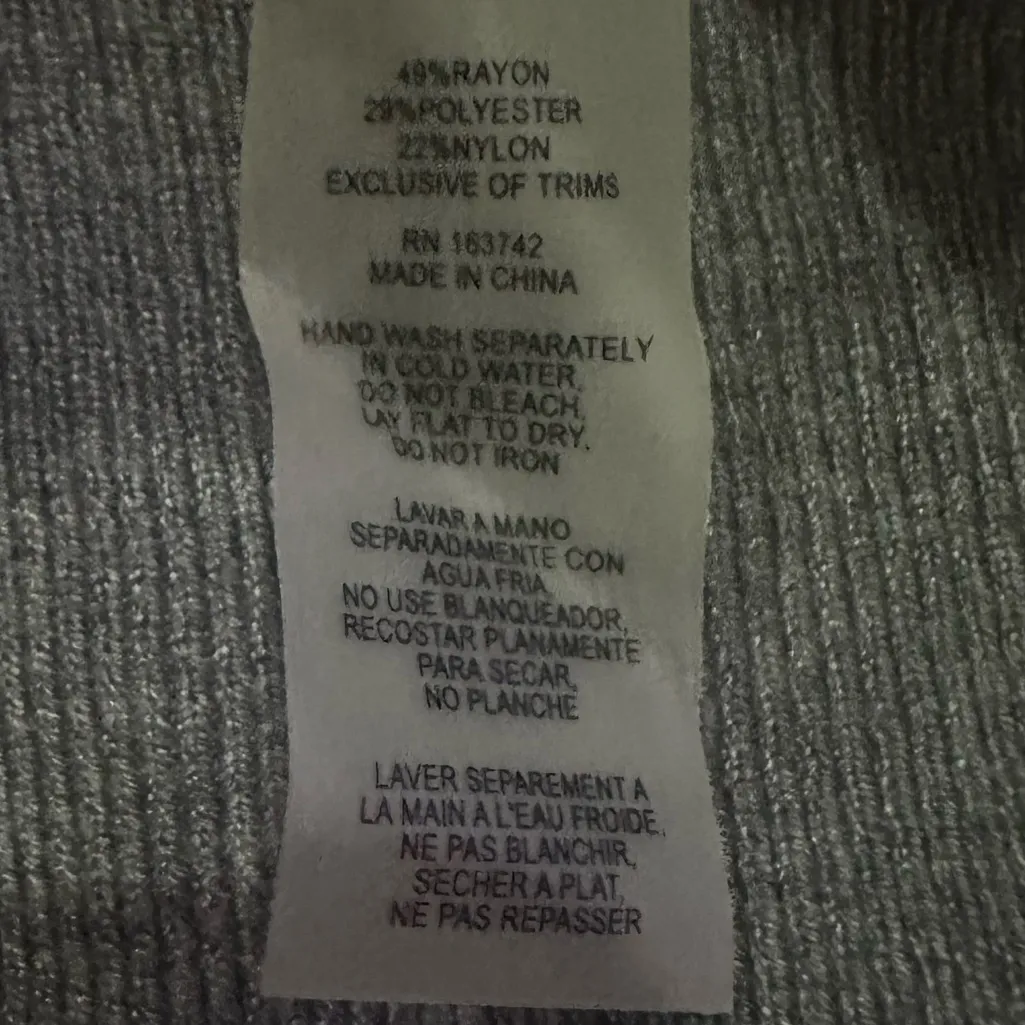 49%RAYON
29%POLYESTER
22%NYLON
EXCLUSIVE OF TRIMS
RN 163742
MADE IN CHINA
HAND WASH SEPARATELY
IN COLD WATER,
DO NOT BLEACH,
LAY FLAT TO DRY.
DO NOT IRON
LAVAR A MANO
SEPARADAMENTE CON
AGUA FRIA,
NO USE BLANQUEADOR,
RECOSTAR PLANAMENTE
PARA SECAR,
NO PLANCHE
LAVER SEPAREMENT A
LA MAIN A L'EAU FROIDE,
NE PAS BLANCHIR,
SECHER A PLAT,
NE PAS REPASSER